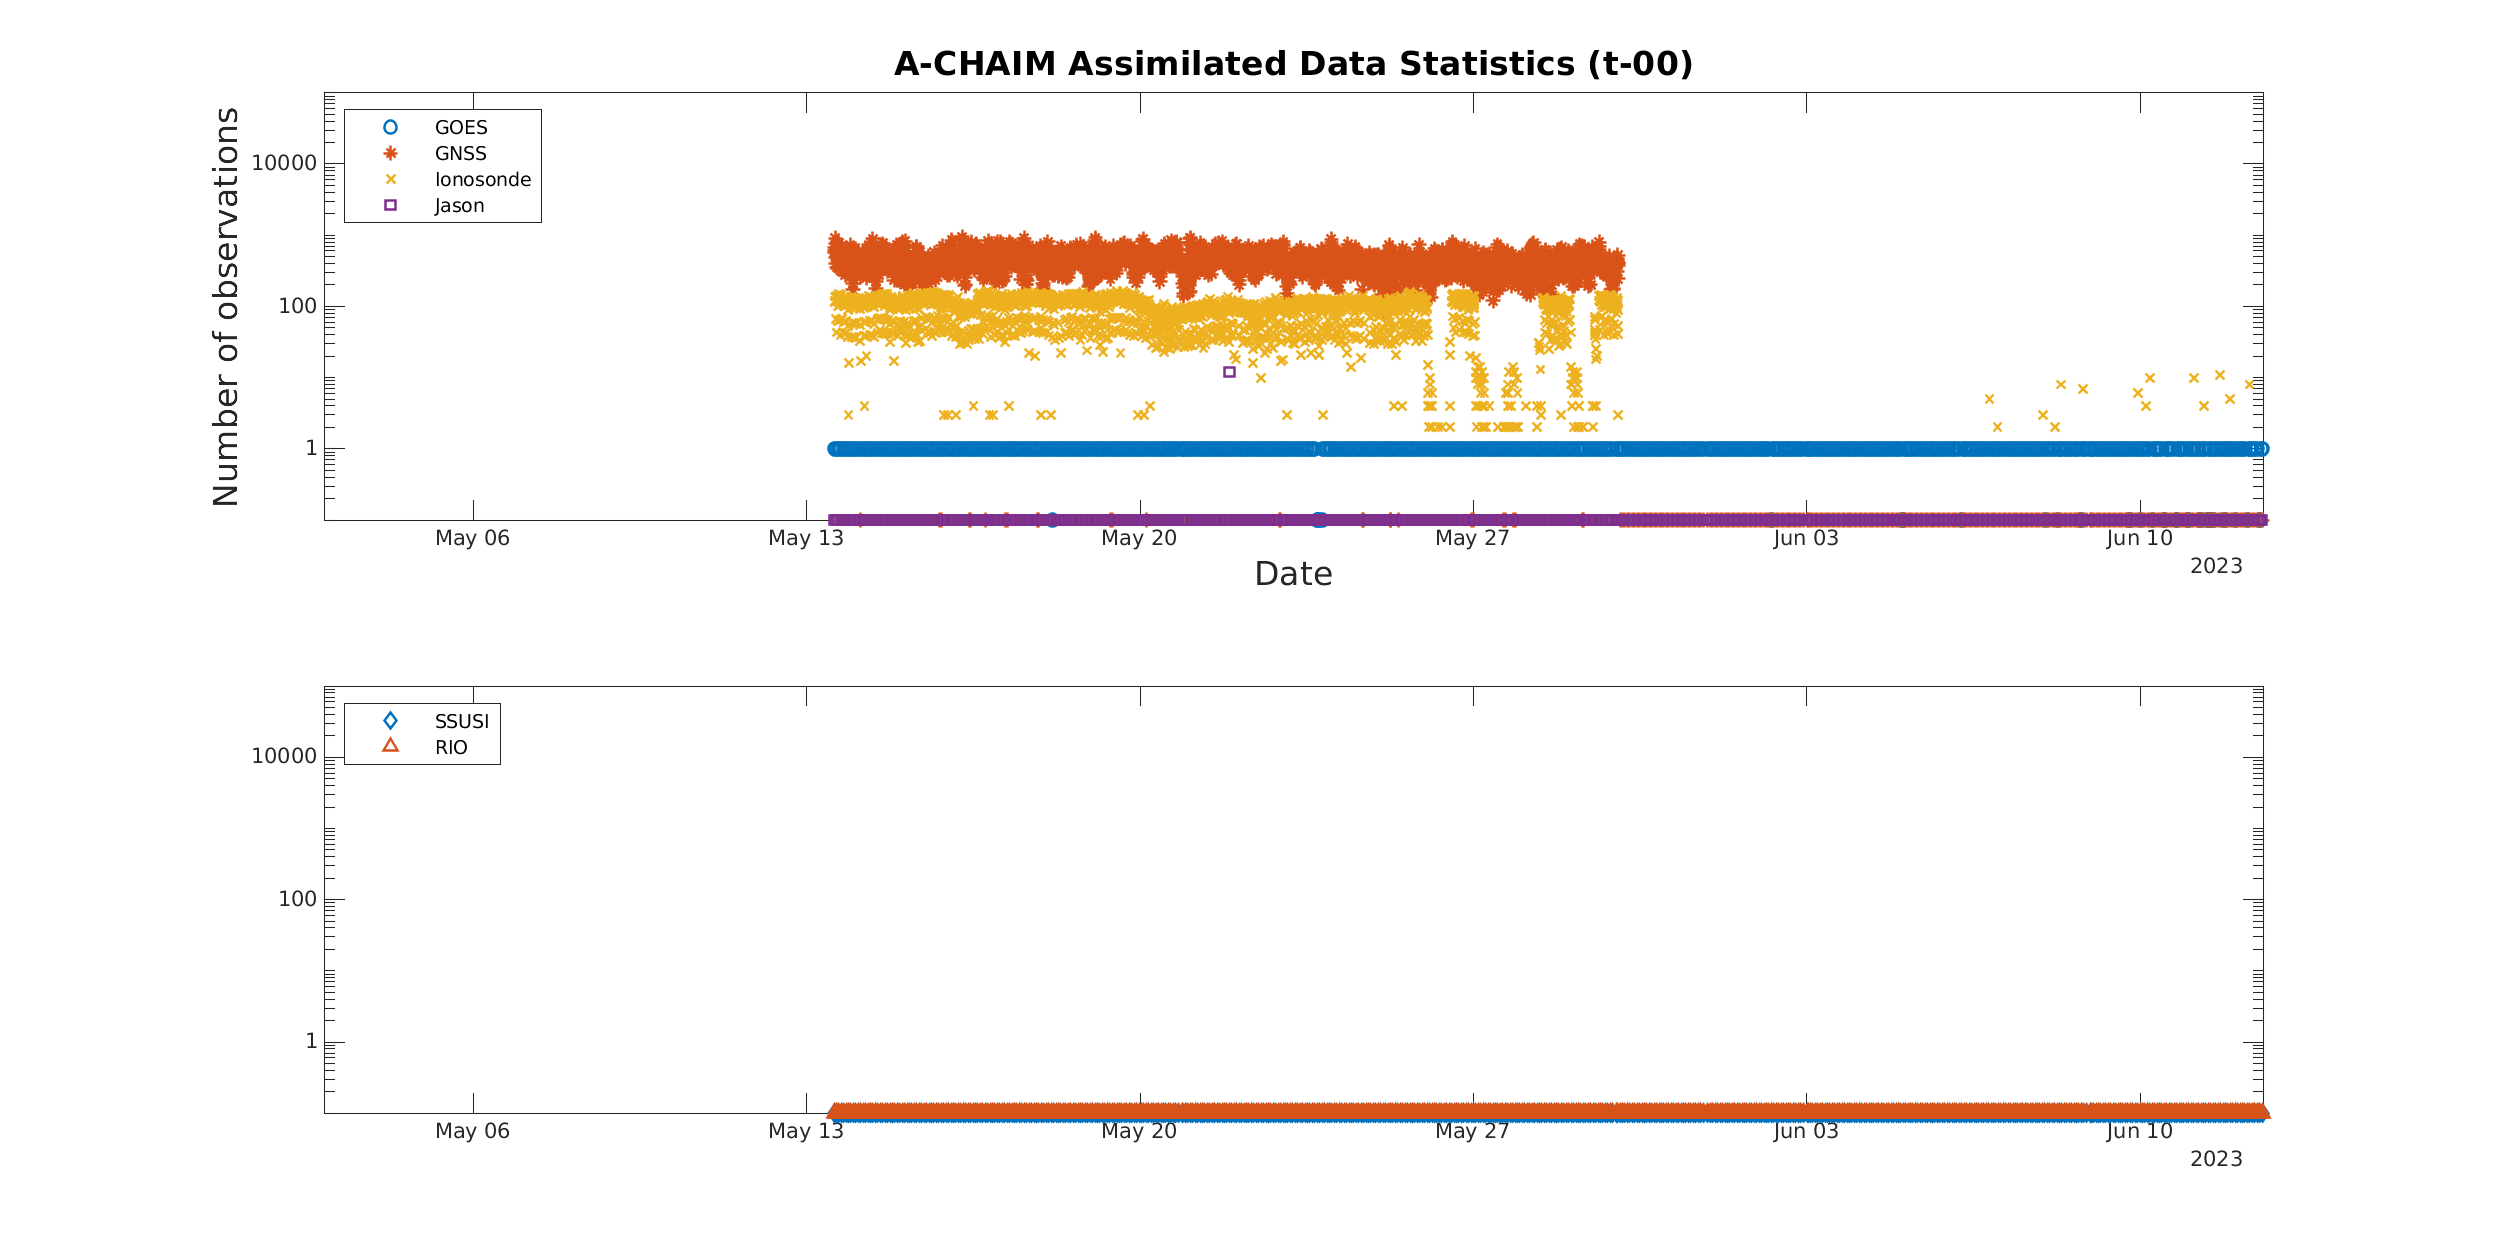 A-CHAIM Assimilated Data Statistics (t-00)
Number of observations
10000
100
1
GOES
GNSS
Ionosonde
Jason
May 06 May 13 May 20 May 27 Jun 03 Jun 10
2023
Date
10000
100
1
SSUSI
RIO
May 06 May 13 May 20 May 27 Jun 03 Jun 10
2023